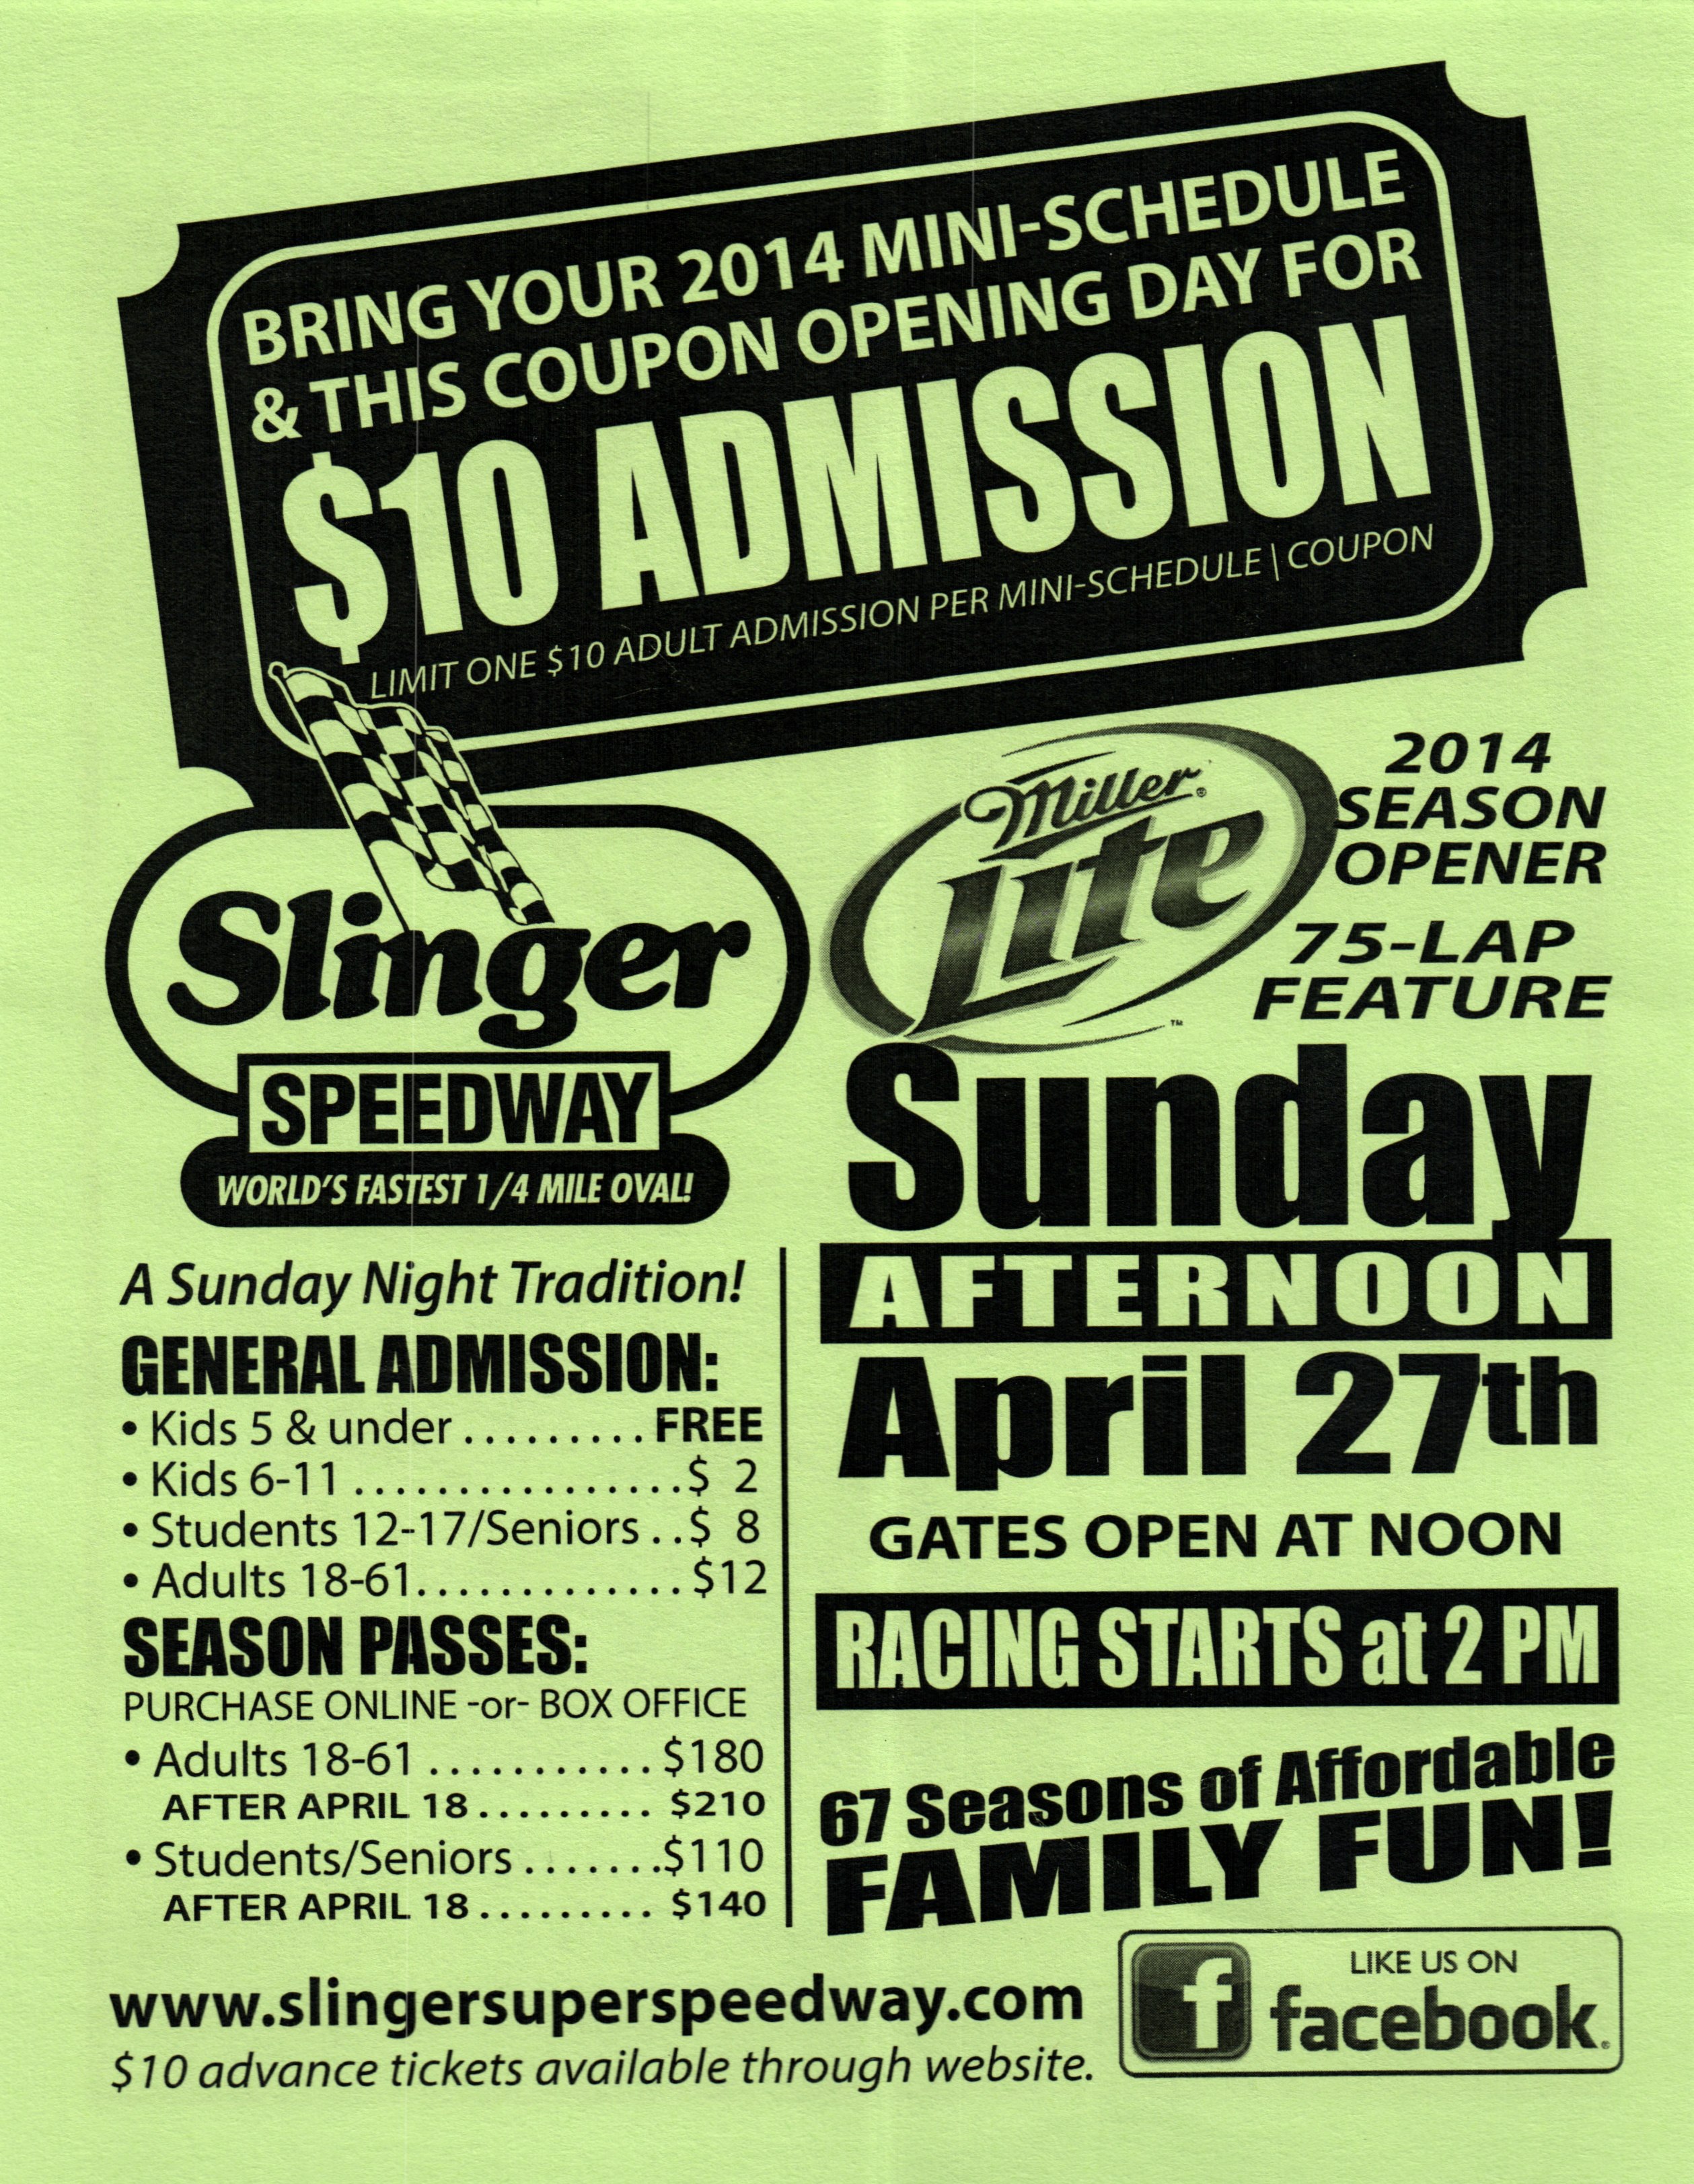 BRING YOUR 2014 MINI-SCHEDULE
& THIS COUPON OPENING DAY FOR
$10 ADMISSION
LIMIT ONE $10 ADULT ADMISSION PER MINI-SCHEDULE | COUPON
Slinger
SPEEDWAY
WORLD'S FASTEST 1/4 MILE OVAL!
Miller®
Lite
™
2014
SEASON
OPENER
75-LAP
FEATURE
Sunday
AFTERNOON
April 27th
GATES OPEN AT NOON
RACING STARTS at 2 PM
67 Seasons of Affordable
FAMILY FUN!
A Sunday Night Tradition!
GENERAL ADMISSION:
• Kids 5 & under ......... FREE
• Kids 6-11 ................. $ 2
• Students 12-17/Seniors .. $ 8
• Adults 18-61.............. $12
SEASON PASSES:
PURCHASE ONLINE -or- BOX OFFICE
• Adults 18-61 ........... $180
AFTER APRIL 18......... $210
• Students/Seniors .......$110
AFTER APRIL 18......... $140
www.slingersuperspeedway.com
$10 advance tickets available through website.
f
LIKE US ON
facebook®